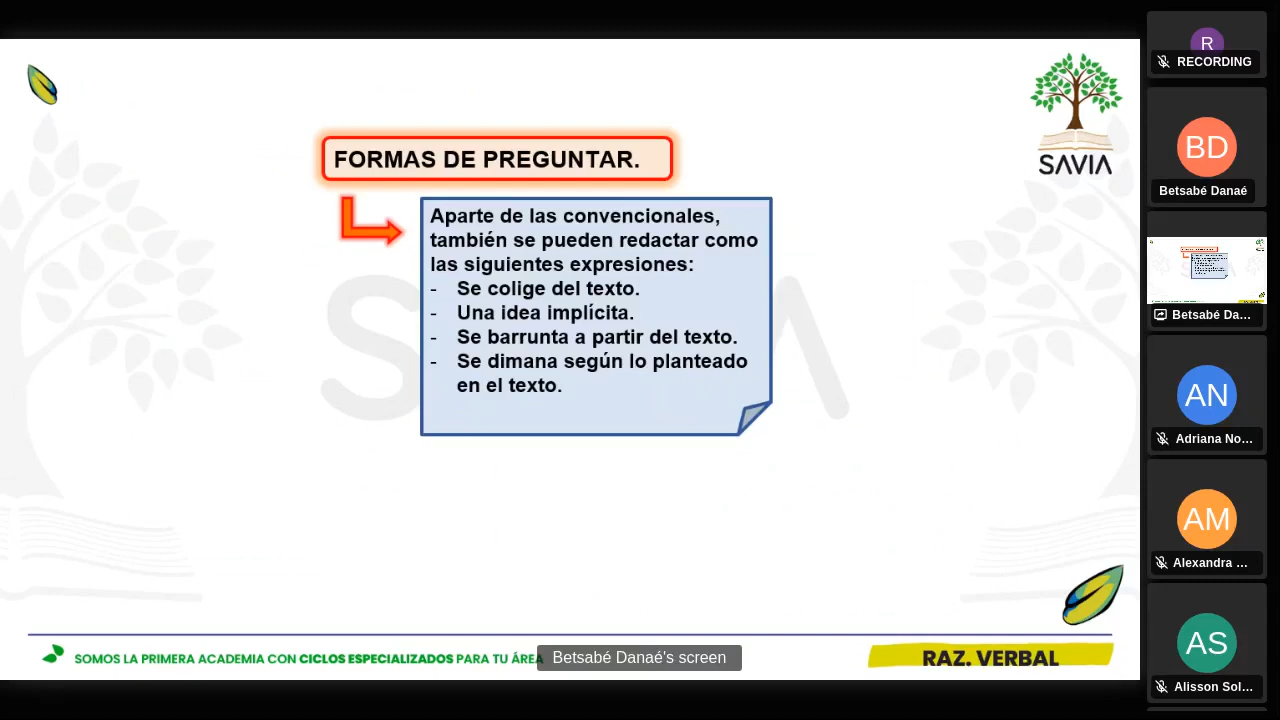 SAVIA
FORMAS DE PREGUNTAR.
Aparte de las convencionales,
también se pueden redactar como
las siguientes expresiones:
- Se colige del texto.
- Una idea implícita.
- Se barrunta a partir del texto.
- Se dimana según lo planteado
en el texto.
SOMOS LA PRIMERA ACADEMIA CON CICLOS ESPECIALIZADOS PARA TU ÁREA
Betsabé Danaé's screen
RAZ. VERBAL
R
RECORDING
BD
Betsabé Danaé
Betsabé Da...
AN
Adriana No...
AM
Alexandra ...
AS
Alisson Sol...